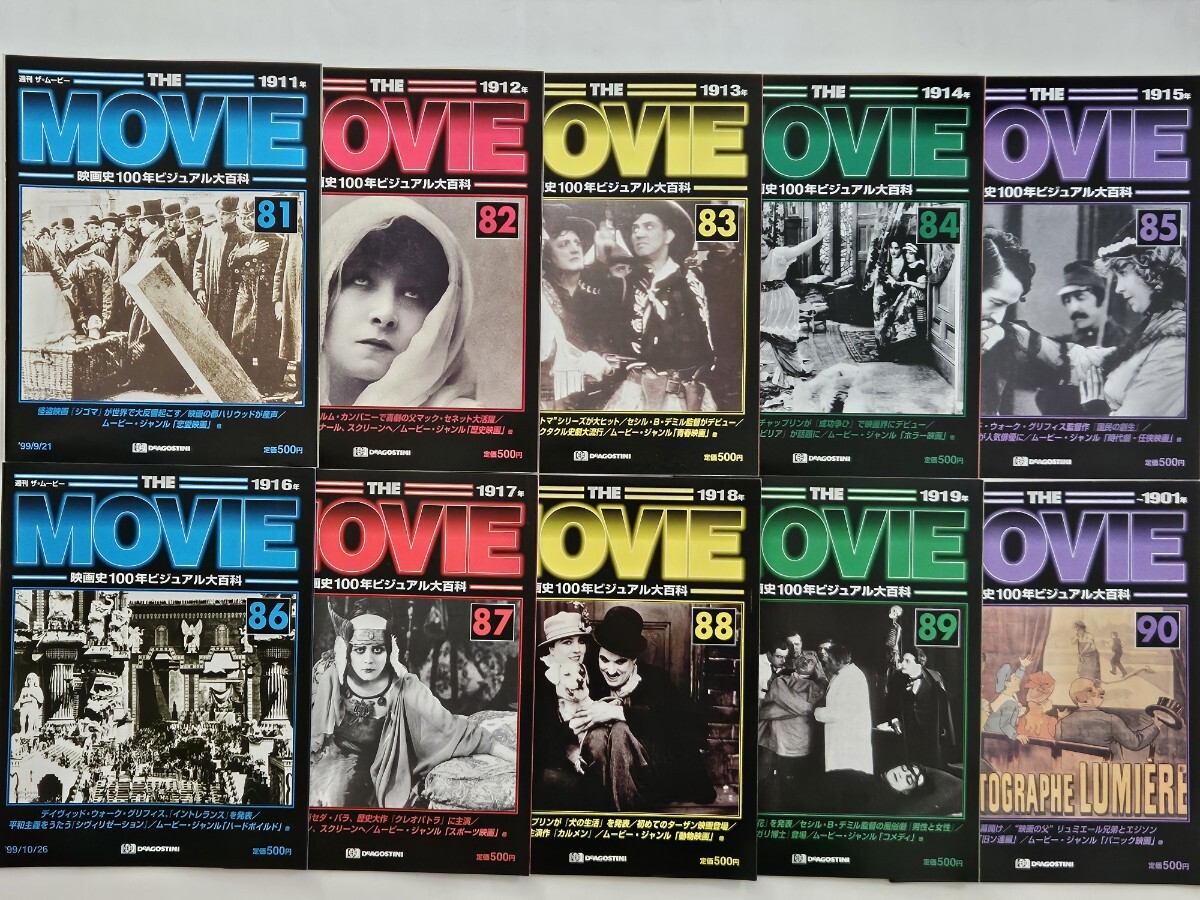 週刊 ザ・ムービー
THE
1911年
MOVIE
映画史100年ビジュアル大百科
81
怪盗映画『ジゴマ』が世界で大反響起こす／映画の都ハリウッドが産声／
ムービー・ジャンル「恋愛映画」他
'99/9/21
DEAGOSTINI
定価500円
THE
1912年
OVIE
史100年ビジュアル大百科
82
ルム・カンパニーで喜劇の父マック・セネット大活躍／
ナール、スクリーンへ／ムービー・ジャンル「歴史映画」他
DEAGOSTINI
定価500円
THE
1913年
OVIE
史100年ビジュアル大百科
83
トマ”シリーズが大ヒット／セシル・B・デミル監督がデビュー／
クタクル史劇大流行／ムービー・ジャンル「青春映画」他
DEAGOSTINI
定価500円
THE
1914年
OVIE
画史100年ビジュアル大百科
84
チャップリンが『成功争ひ』で映画界にデビュー／
ビリア』が話題に／ムービー・ジャンル「ホラー映画」他
DEAGOSTINI
定価500円
THE
1915年
OVIE
史100年ビジュアル大百科
85
・ウォーク・グリフィス監督作『國民の創生』／
が人気俳優に／ムービー・ジャンル「時代劇・任侠映画」他
DEAGOSTINI
定価500円
週刊 ザ・ムービー
THE
1916年
MOVIE
映画史100年ビジュアル大百科
86
デイヴィッド・ウォーク・グリフィス、『イントレランス』を発表／
平和主義をうたう『シヴィリゼーション』／ムービー・ジャンル「ハードボイルド」他
'99/10/26
DEAGOSTINI
定価500円
THE
1917年
OVIE
画史100年ビジュアル大百科
87
セダ・バラ、歴史大作『クレオパトラ』に主演／
、スクリーンへ／ムービー・ジャンル「スポーツ映画」他
DEAGOSTINI
定価500円
THE
1918年
OVIE
画史100年ビジュアル大百科
88
プリンが『犬の生活』を発表／初めてのターザン映画登場／
主演作『カルメン』／ムービー・ジャンル「動物映画」他
DEAGOSTINI
定価500円
THE
1919年
OVIE
画史100年ビジュアル大百科
89
花』を発表／セシル・B・デミル監督の風俗劇『男性と女性』／
ガリ博士』登場／ムービー・ジャンル「コメディ」他
DEAGOSTINI
定価500円
THE
～1901年
OVIE
史100年ビジュアル大百科
90
TOGRAPHE LUMIÈRE
幕開け／“映画の父”リュミエール兄弟とエジソン
「旧ソ連編」／ムービー・ジャンル「パニック映画」他
DEAGOSTINI
定価500円